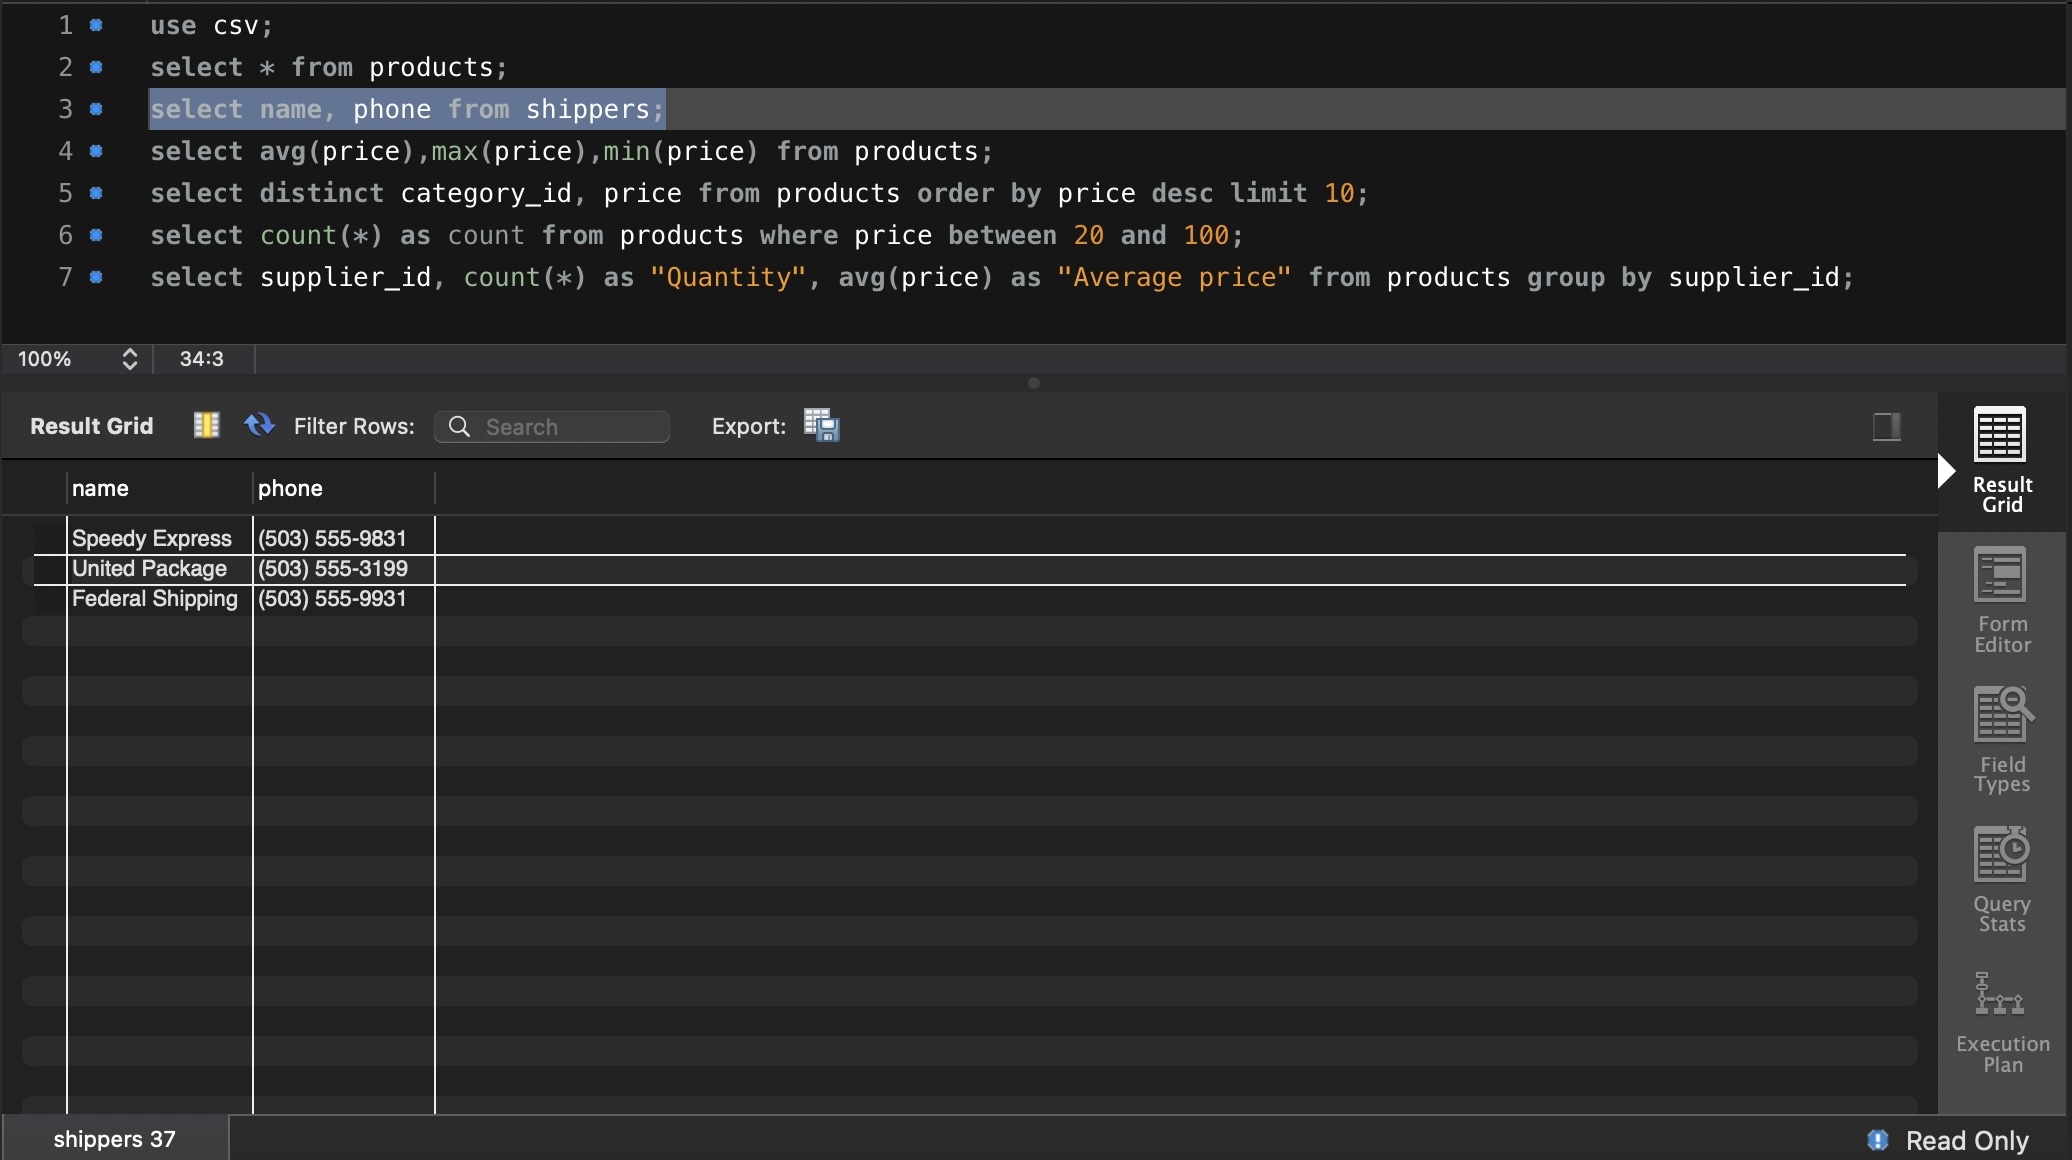 1 use csv;
2 select * from products;
3 select name, phone from shippers;
4 select avg(price),max(price),min(price) from products;
5 select distinct category_id, price from products order by price desc limit 10;
6 select count(*) as count from products where price between 20 and 100;
7 select supplier_id, count(*) as "Quantity", avg(price) as "Average price" from products group by supplier_id;
100% 34:3
Result Grid Filter Rows: Search Export:
name phone
Speedy Express (503) 555-9831
United Package (503) 555-3199
Federal Shipping (503) 555-9931
Result
Grid
Form
Editor
Field
Types
Query
Stats
Execution
Plan
shippers 37 Read Only